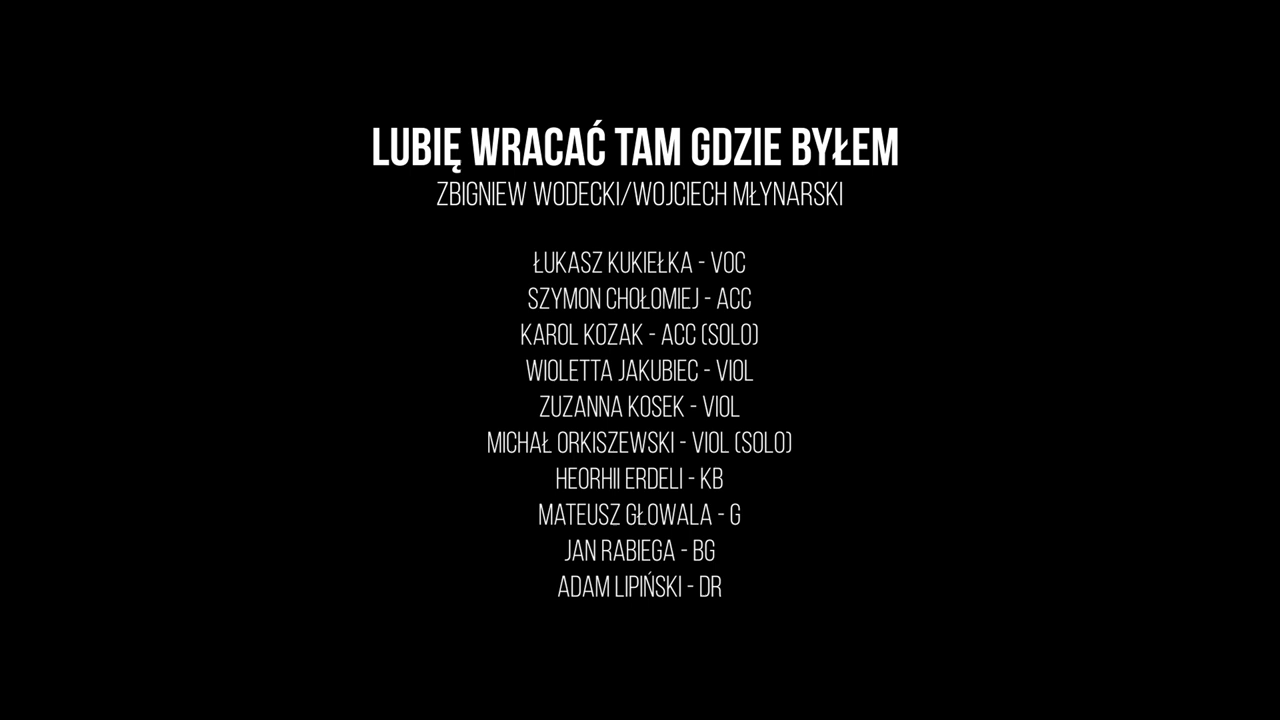 LUBIĘ WRACAĆ TAM GDZIE BYŁEM
ZBIGNIEW WODECKI/WOJCIECH MŁYNARSKI
ŁUKASZ KUKIEŁKA - VOC
SZYMON CHOŁOMIEJ - ACC
KAROL KOZAK - ACC (SOLO)
WIOLETTA JAKUBIEC - VIOL
ZUZANNA KOSEK - VIOL
MICHAŁ ORKISZEWSKI - VIOL (SOLO)
HEORHII ERDELI - KB
MATEUSZ GŁOWALA - G
JAN RABIEGA - BG
ADAM LIPIŃSKI - DR